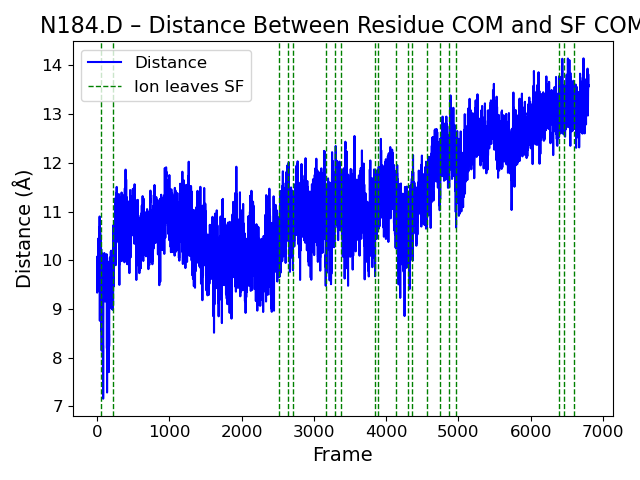 N184.D – Distance Between Residue COM and SF COM
Distance
Ion leaves SF
Distance (Å)
14
13
12
11
10
9
8
7
0 1000 2000 3000 4000 5000 6000 7000
Frame